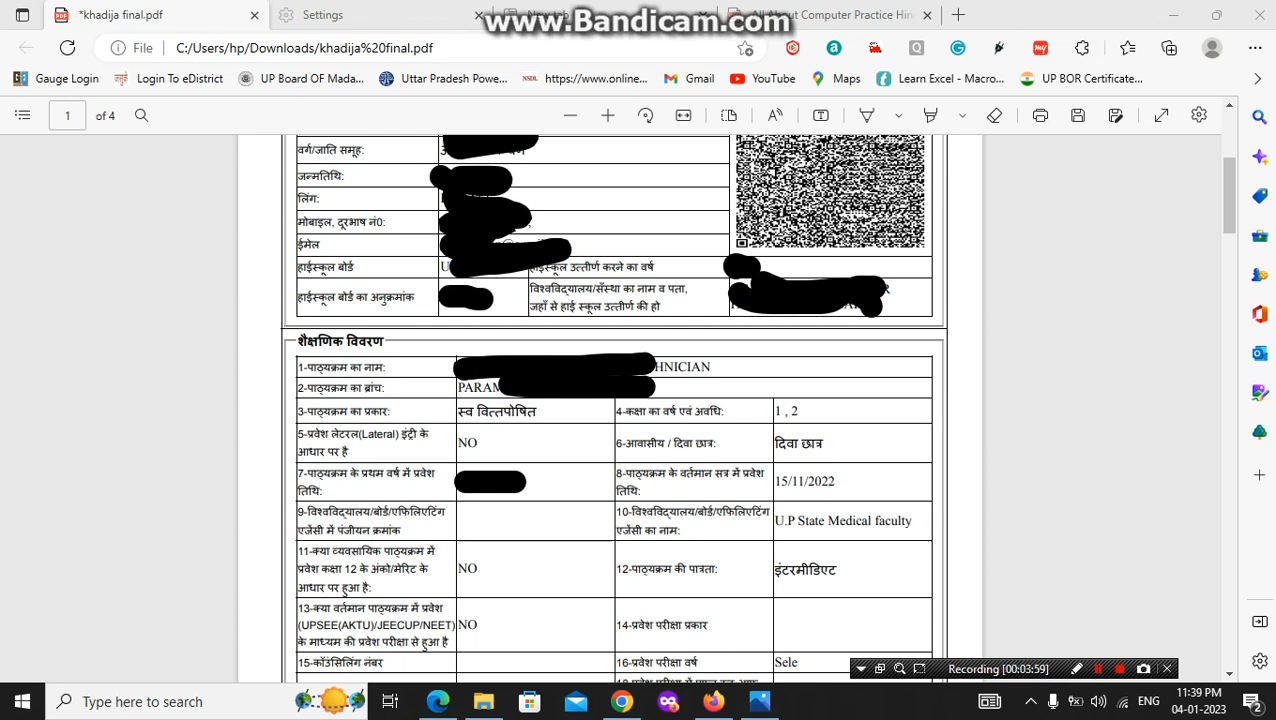 *khadija final.pdf
Settings
All About Computer Practice Hin
www.Bandicam.com
File
C:/Users/hp/Downloads/khadija%20final.pdf
Gauge Login
Login To eDistrict
UP Board OF Mada...
Uttar Pradesh Powe...
NSDL
https://www.online...
Gmail
YouTube
Maps
Learn Excel - Macro...
UP BOR Certificate...
1 of 4
वर्ग/जाति समूह:
जन्मतिथि:
लिंग:
मोबाइल, दूरभाष नं0:
ईमेल
हाईस्कूल बोर्ड
U
हाईस्कूल उत्तीर्ण करने का वर्ष
हाईस्कूल बोर्ड का अनुक्रमांक
विश्वविद्यालय/सँस्था का नाम व पता,
जहाँ से हाई स्कूल उत्तीर्ण की हो
शैक्षणिक विवरण
1-पाठ्यक्रम का नाम:
HNICIAN
2-पाठ्यक्रम का ब्रांच:
PARAM
3-पाठ्यक्रम का प्रकार:
स्व वित्तपोषित
4-कक्षा का वर्ष एवं अवधि:
1 , 2
5-प्रवेश लेटरल(Lateral) इंट्री के
आधार पर है
NO
6-आवासीय / दिवा छात्र:
दिवा छात्र
7-पाठ्यक्रम के प्रथम वर्ष में प्रवेश
तिथि:
8-पाठ्यक्रम के वर्तमान सत्र में प्रवेश
तिथि:
15/11/2022
9-विश्वविद्यालय/बोर्ड/एफिलिएटिंग
एजेंसी में पंजीयन क्रमांक
10-विश्वविद्यालय/बोर्ड/एफिलिएटिंग
एजेंसी का नाम:
U.P State Medical faculty
11-क्या व्यवसायिक पाठ्यक्रम में
प्रवेश कक्षा 12 के अंको/मेरिट के
आधार पर हुआ है:
NO
12-पाठ्यक्रम की पात्रता:
इंटरमीडिएट
13-क्या वर्तमान पाठ्यक्रम में प्रवेश
(UPSEE(AKTU)/JEECUP/NEET)
के माध्यम की प्रवेश परीक्षा से हुआ है
NO
14-प्रवेश परीक्षा प्रकार
15-कॉउंसिलिंग नंबर
16-प्रवेश परीक्षा वर्ष
Sele
Recording [00:03:59]
Type here to search
ENG
11:39 PM
04-01-2023
2